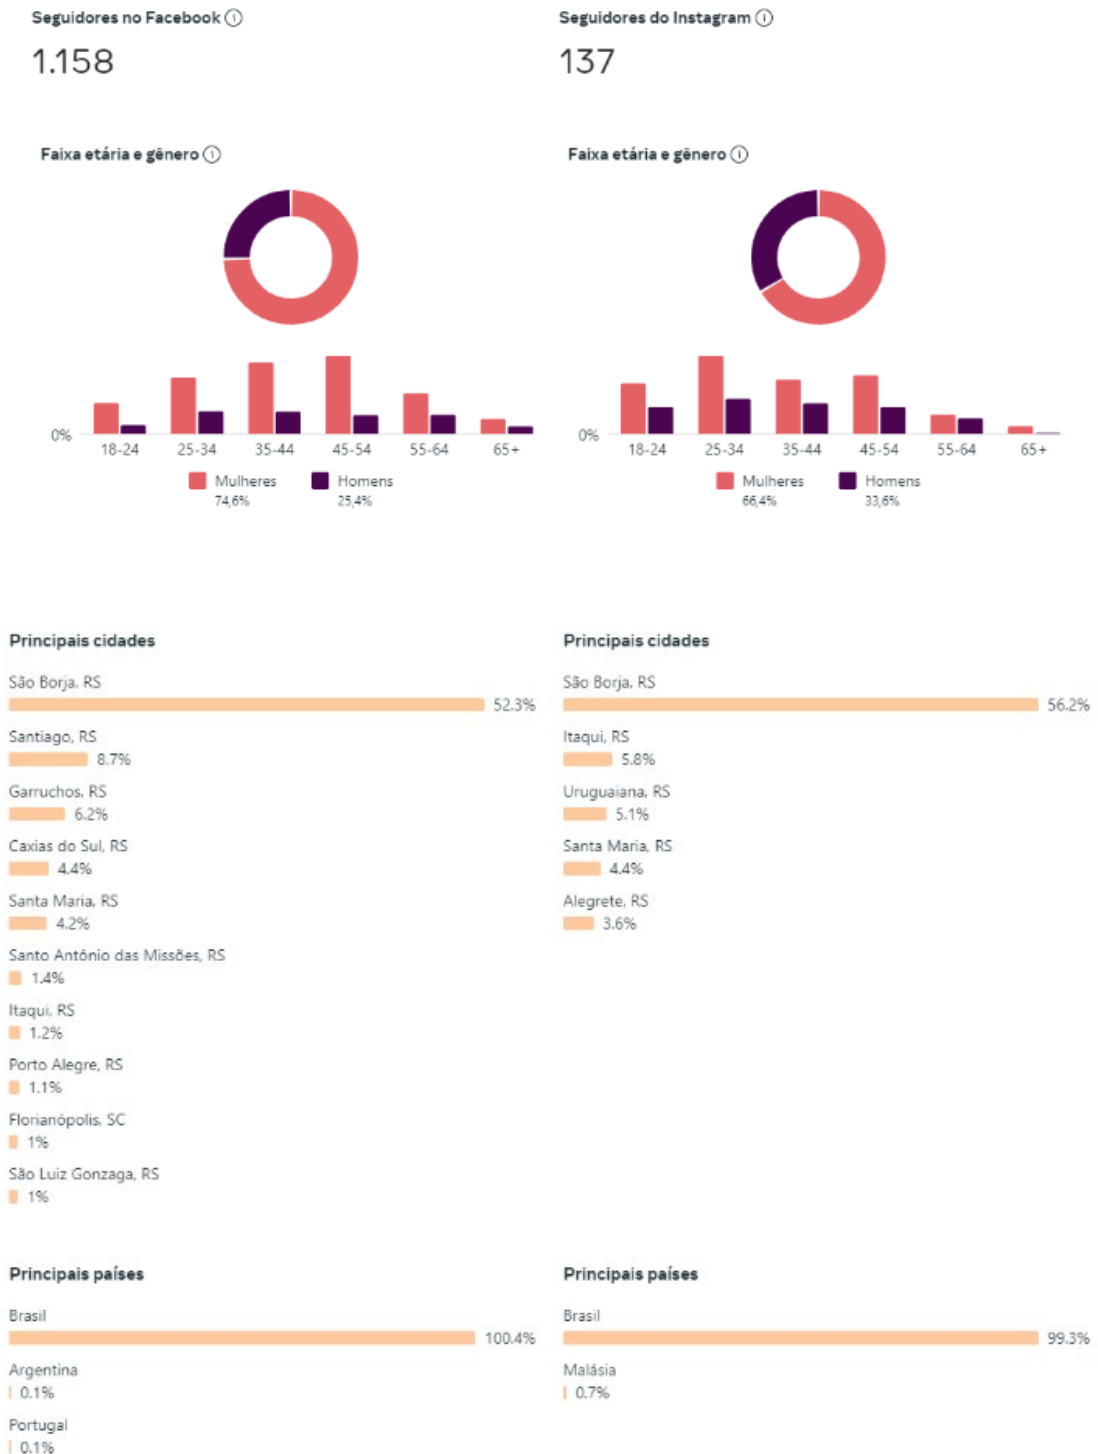 Seguidores no Facebook
1.158
Faixa etária e gênero
0%
18-24 25-34 35-44 45-54 55-64 65+
Mulheres Homens
74,6% 25,4%
Seguidores do Instagram
137
Faixa etária e gênero
0%
18-24 25-34 35-44 45-54 55-64 65+
Mulheres Homens
66,4% 33,6%
Principais cidades
São Borja, RS
52.3%
Santiago, RS
8.7%
Garruchos, RS
6.2%
Caxias do Sul, RS
4.4%
Santa Maria, RS
4.2%
Santo Antônio das Missões, RS
1.4%
Itaqui, RS
1.2%
Porto Alegre, RS
1.1%
Florianópolis, SC
1%
São Luiz Gonzaga, RS
1%
Principais cidades
São Borja, RS
56.2%
Itaqui, RS
5.8%
Uruguaiana, RS
5.1%
Santa Maria, RS
4.4%
Alegrete, RS
3.6%
Principais países
Brasil
100.4%
Argentina
0.1%
Portugal
0.1%
Principais países
Brasil
99.3%
Malásia
0.7%